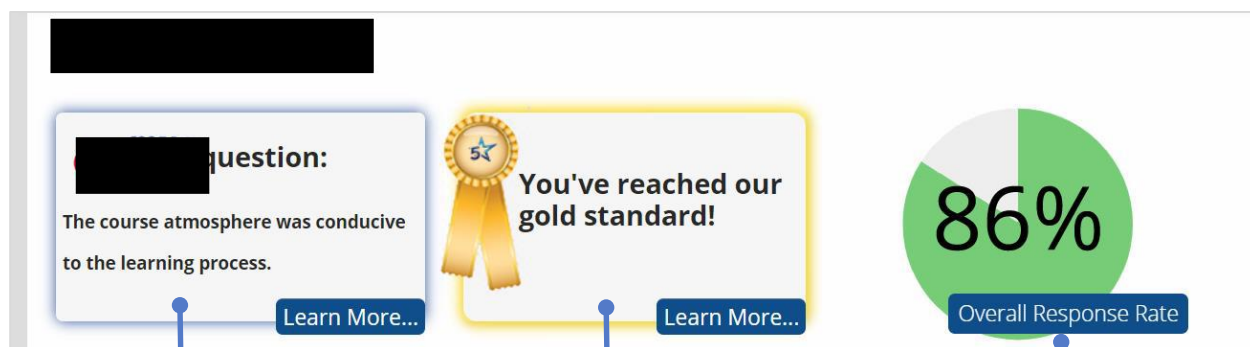 question:
The course atmosphere was conducive
to the learning process.
Learn More...
5
You've reached our
gold standard!
Learn More...
86%
Overall Response Rate